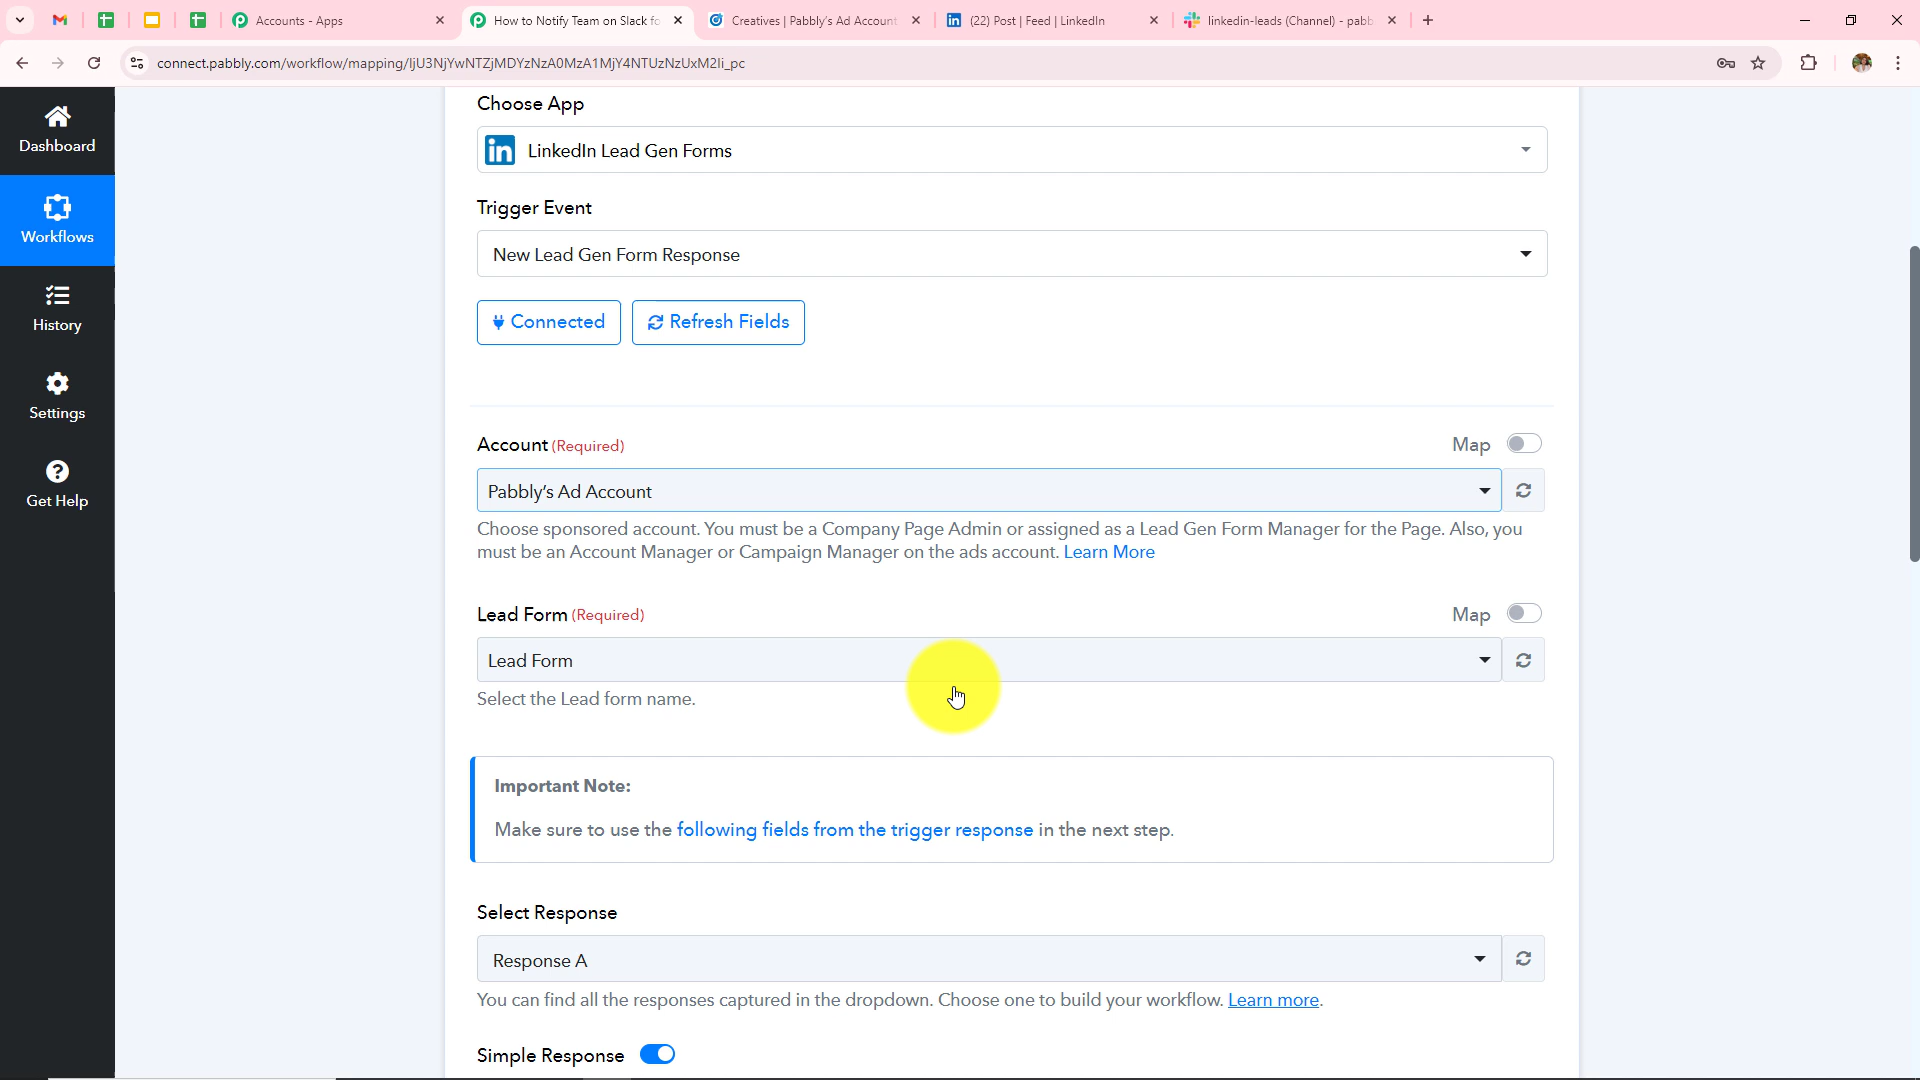 Accounts - Apps
How to Notify Team on Slack fo
Creatives | Pabbly's Ad Account
(22) Post | Feed | LinkedIn
linkedin-leads (Channel) - pabb
connect.pabbly.com/workflow/mapping/IjU3NjYwNTZjMDYzNzA0MzA1MjY4NTUzNzUxM2Ii_pc
Dashboard
Workflows
History
Settings
Get Help
Choose App
LinkedIn Lead Gen Forms
Trigger Event
New Lead Gen Form Response
Connected
Refresh Fields
Account (Required)
Map
Pabbly's Ad Account
Choose sponsored account. You must be a Company Page Admin or assigned as a Lead Gen Form Manager for the Page. Also, you
must be an Account Manager or Campaign Manager on the ads account. Learn More
Lead Form (Required)
Map
Lead Form
Select the Lead form name.
Important Note:
Make sure to use the following fields from the trigger response in the next step.
Select Response
Response A
You can find all the responses captured in the dropdown. Choose one to build your workflow. Learn more.
Simple Response